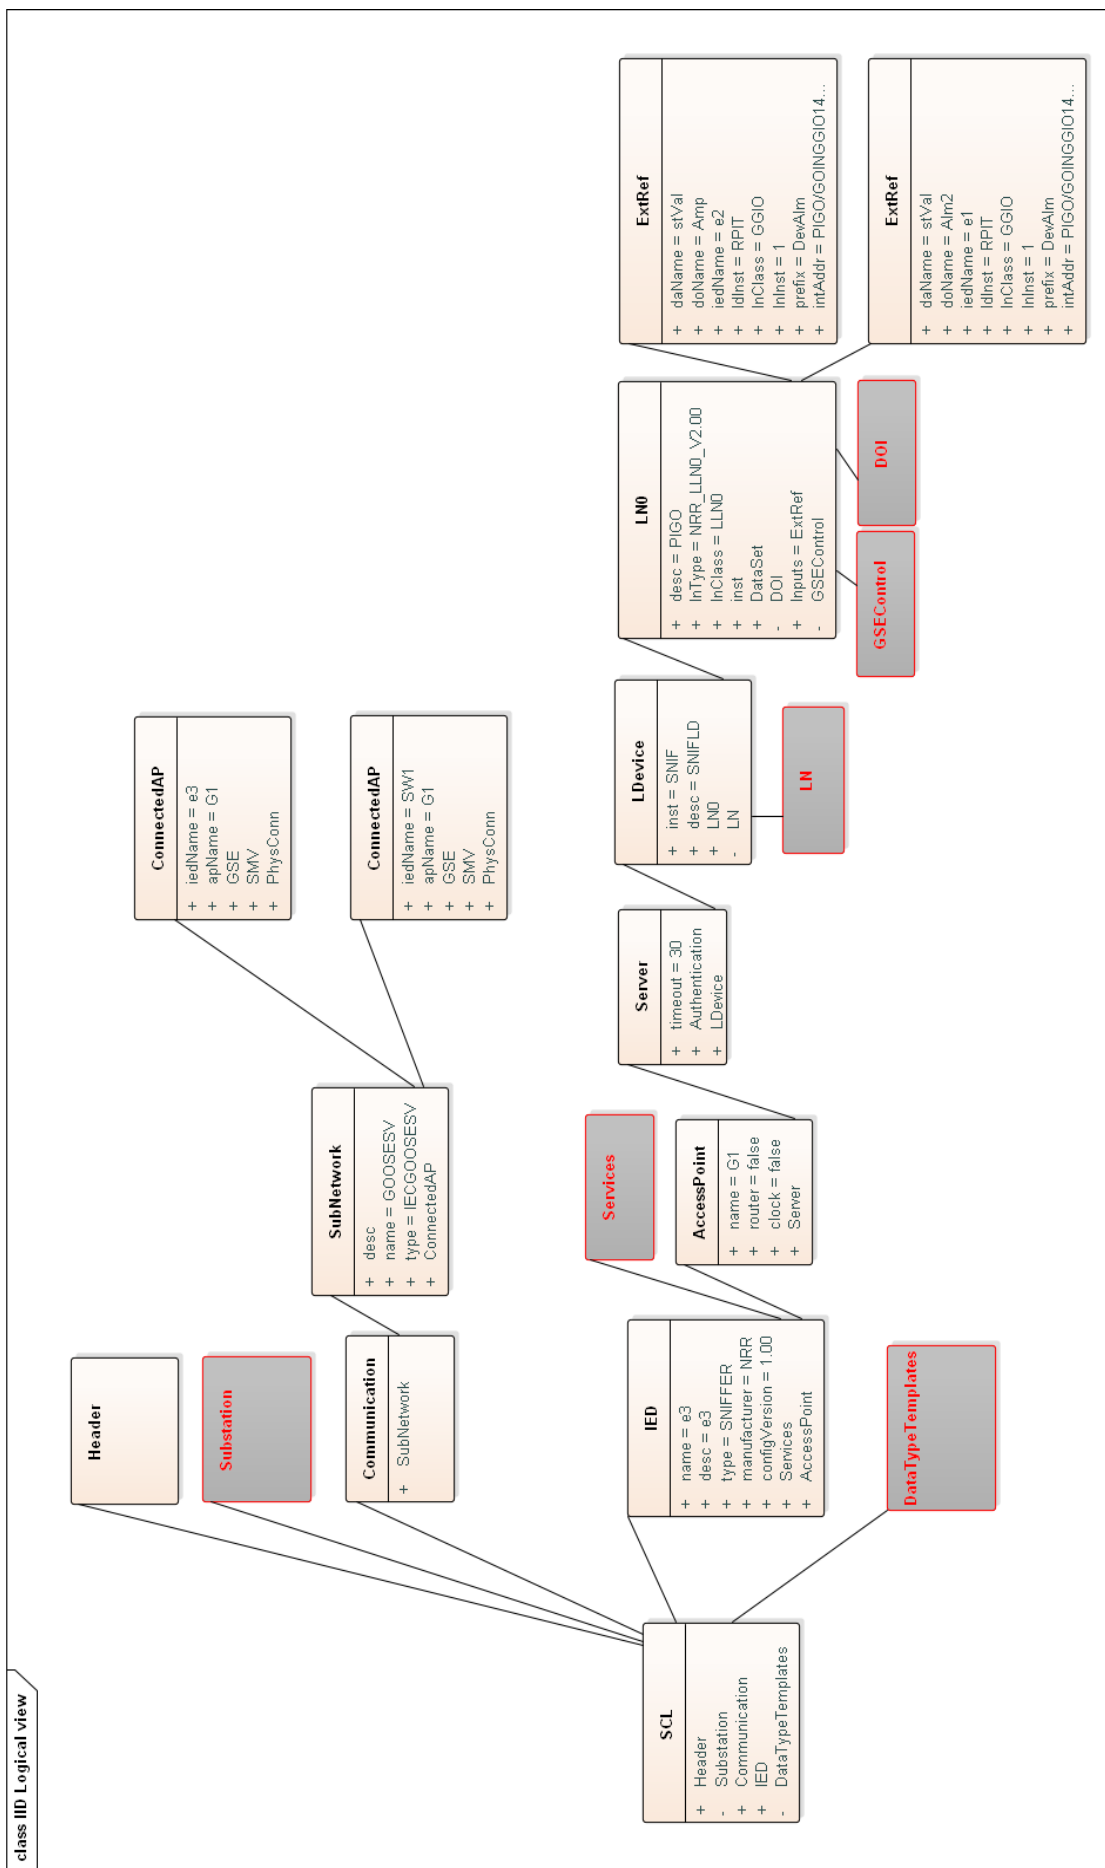 class IID Logical view
SCL
+ Header
- Substation
+ Communication
+ IED
- DataTypeTemplates
Header
Substation
Communication
+ SubNetwork
SubNetwork
+ desc
+ name = GOOSESV
+ type = IECGOOSESV
+ ConnectedAP
ConnectedAP
+ iedName = e3
+ apName = G1
+ GSE
+ SMV
+ PhysConn
ConnectedAP
+ iedName = SW1
+ apName = G1
+ GSE
+ SMV
+ PhysConn
IED
+ name = e3
+ desc = e3
+ type = SNIFFER
+ manufacturer = NRR
+ configVersion = 1.00
+ Services
+ AccessPoint
DataTypeTemplates
Services
AccessPoint
+ name = G1
+ router = false
+ clock = false
+ Server
Server
+ timeout = 30
+ Authentication
+ LDevice
LDevice
+ inst = SNIF
+ desc = SNIFLD
+ LN0
- LN
LN
LN0
+ desc = PIGO
+ lnType = NRR_LLN0_V2.00
+ lnClass = LLN0
+ inst
+ DataSet
- DOI
+ Inputs = ExtRef
- GSEControl
GSEControl
DOI
ExtRef
+ daName = stVal
+ doName = Amp
+ iedName = e2
+ ldInst = RPIT
+ lnClass = GGIO
+ lnInst = 1
+ prefix = DevAlm
+ intAddr = PIGO/GOINGGIO14...
ExtRef
+ daName = stVal
+ doName = Alm2
+ iedName = e1
+ ldInst = RPIT
+ lnClass = GGIO
+ lnInst = 1
+ prefix = DevAlm
+ intAddr = PIGO/GOINGGIO14...